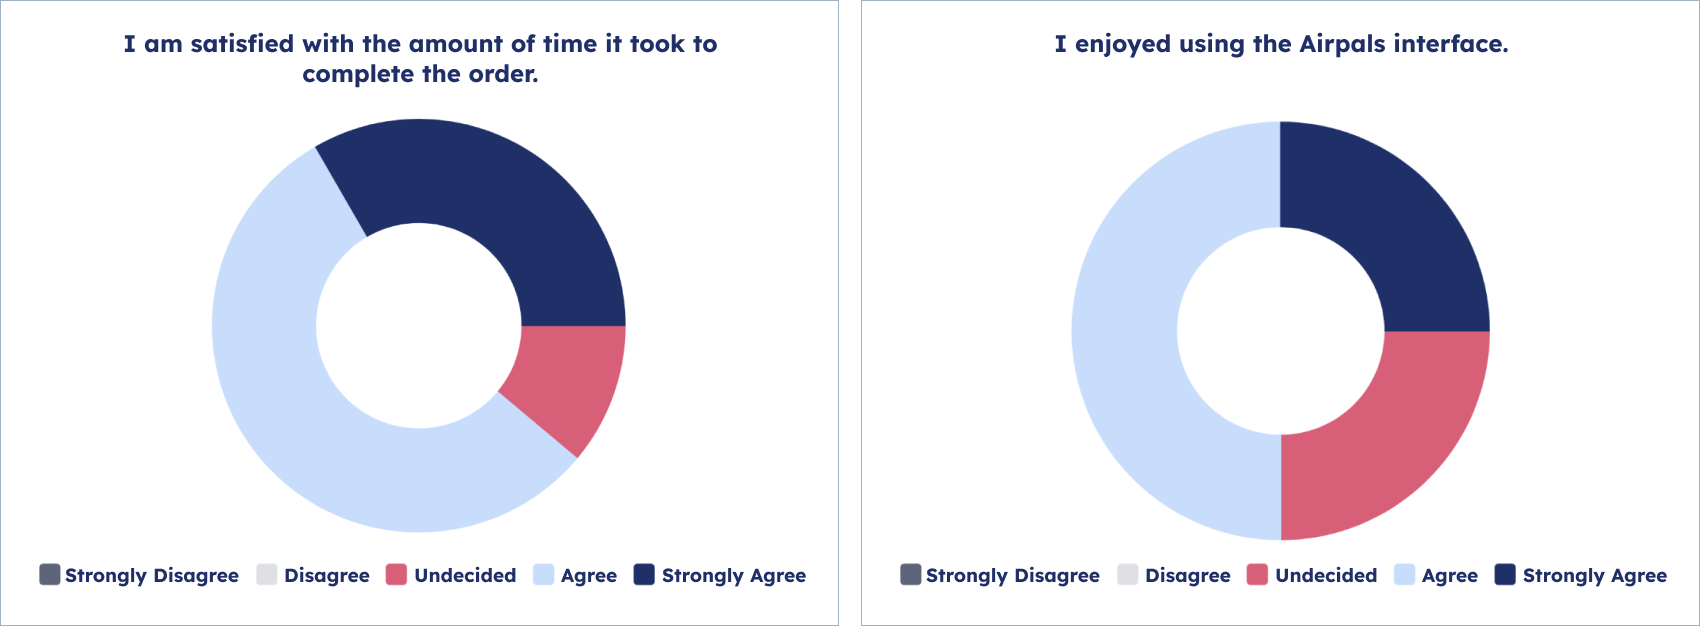 I am satisfied with the amount of time it took to
complete the order.
Strongly Disagree Disagree Undecided Agree Strongly Agree
I enjoyed using the Airpals interface.
Strongly Disagree Disagree Undecided Agree Strongly Agree